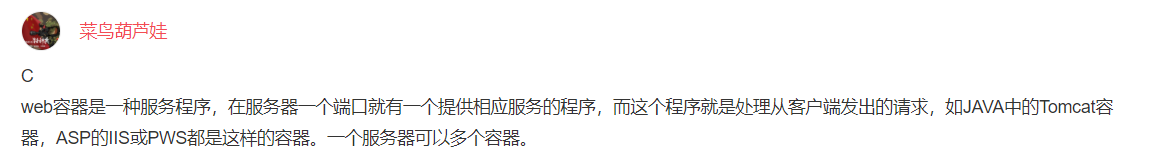 菜鸟葫芦娃
C
web容器是一种服务程序，在服务器一个端口就有一个提供相应服务的程序，而这个程序就是处理从客户端发出的请求，如JAVA中的Tomcat容
器，ASP的IIS或PWS都是这样的容器。一个服务器可以多个容器。